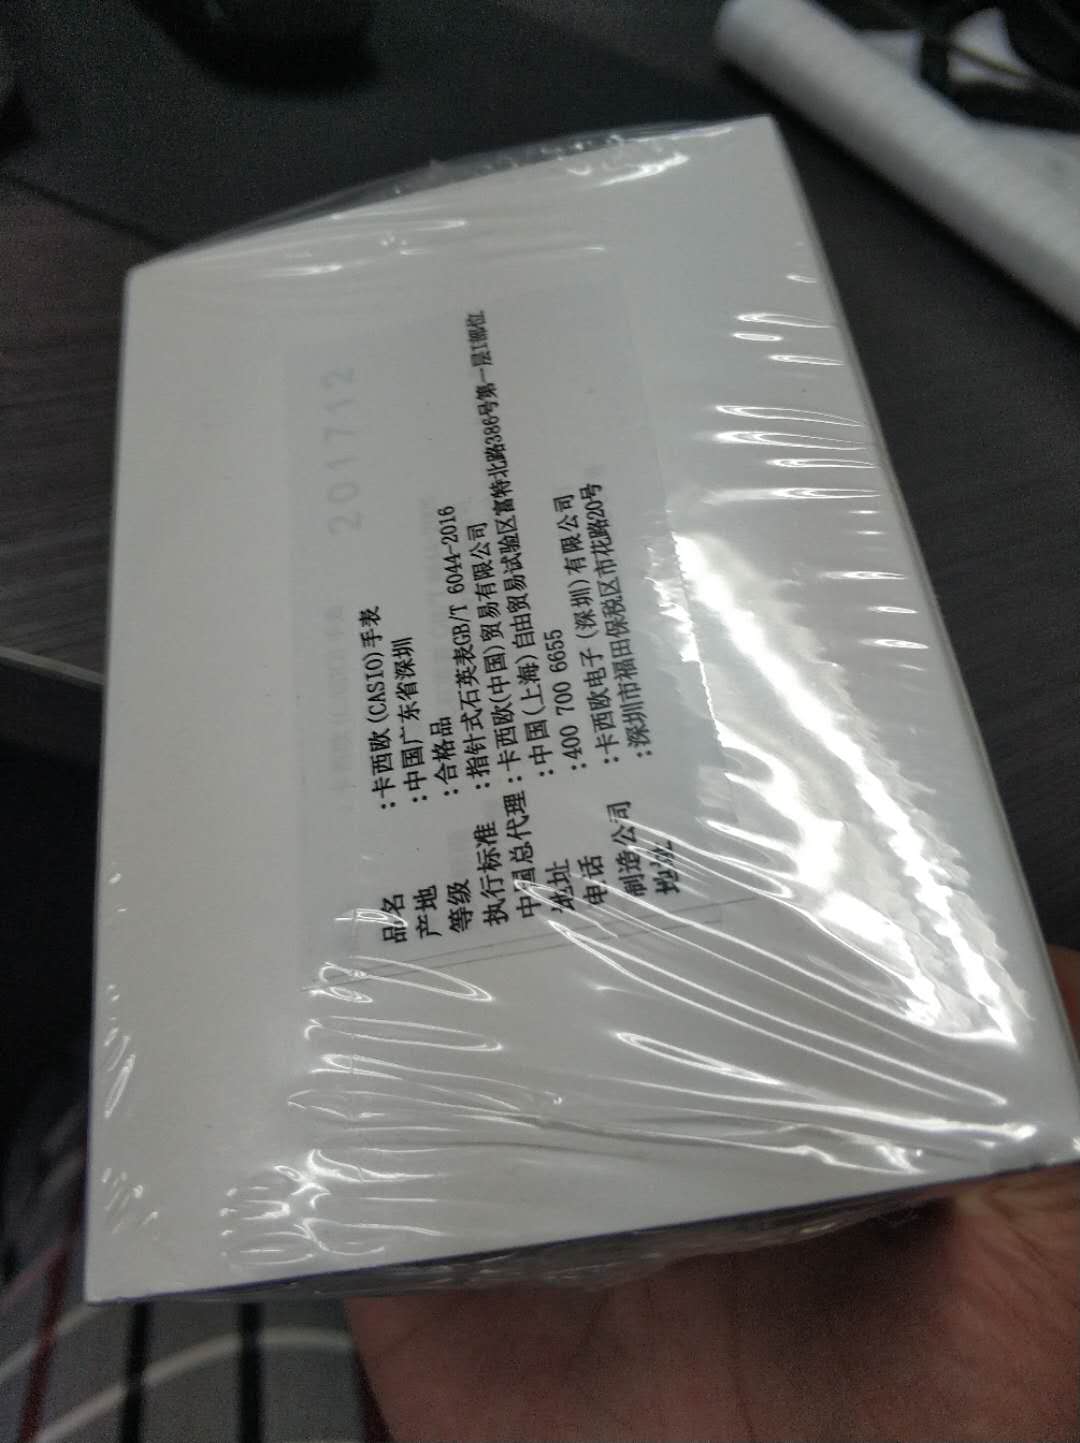 201712
品名:卡西欧(CASIO)手表
产地:中国广东省深圳
等级:合格品
执行标准:指针式石英表GB/T 6044-2016
中国总代理:卡西欧(中国)贸易有限公司
地址:中国(上海)自由贸易试验区富特北路386号第一层I部位
电话:400 700 6655
制造公司:卡西欧电子(深圳)有限公司
地址:深圳市福田保税区市花路20号